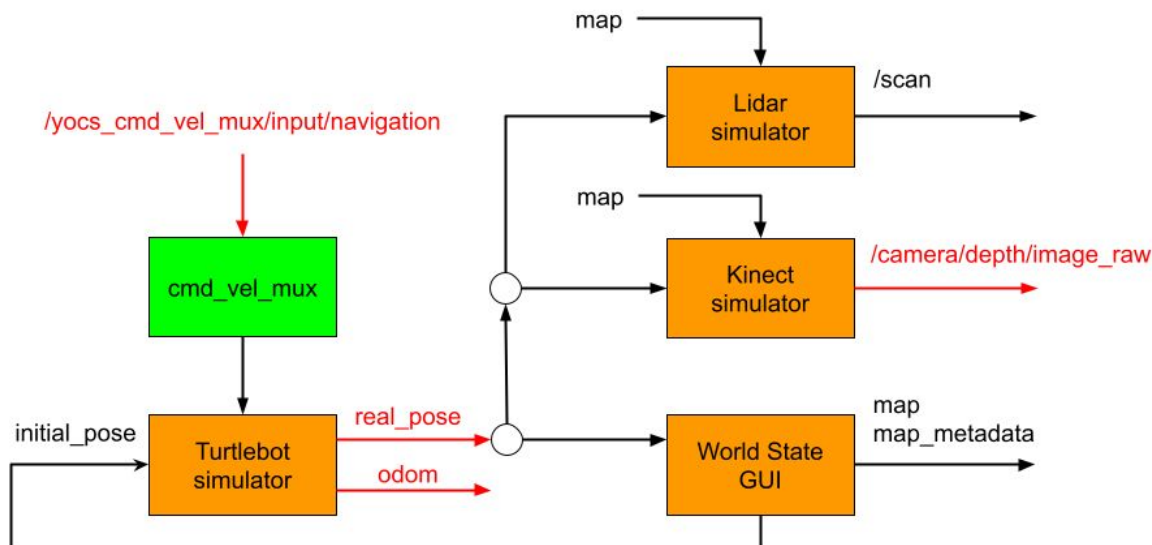 map
/scan
Lidar
simulator
/yocs_cmd_vel_mux/input/navigation
map
/camera/depth/image_raw
Kinect
simulator
cmd_vel_mux
real_pose
initial_pose
Turtlebot
simulator
odom
World State
GUI
map
map_metadata